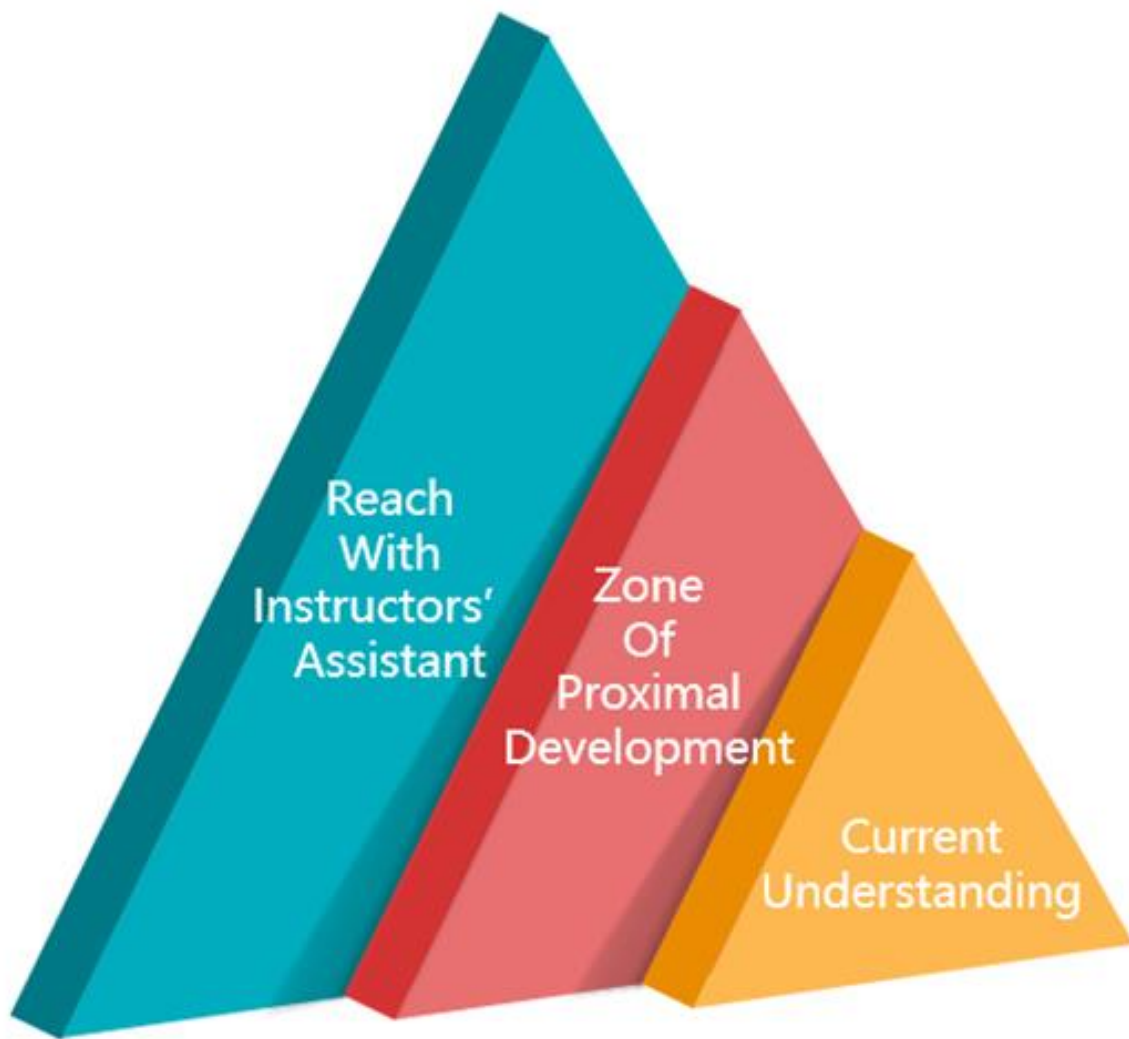 Reach
With
Instructors’
Assistant
Zone
Of
Proximal
Development
Current
Understanding